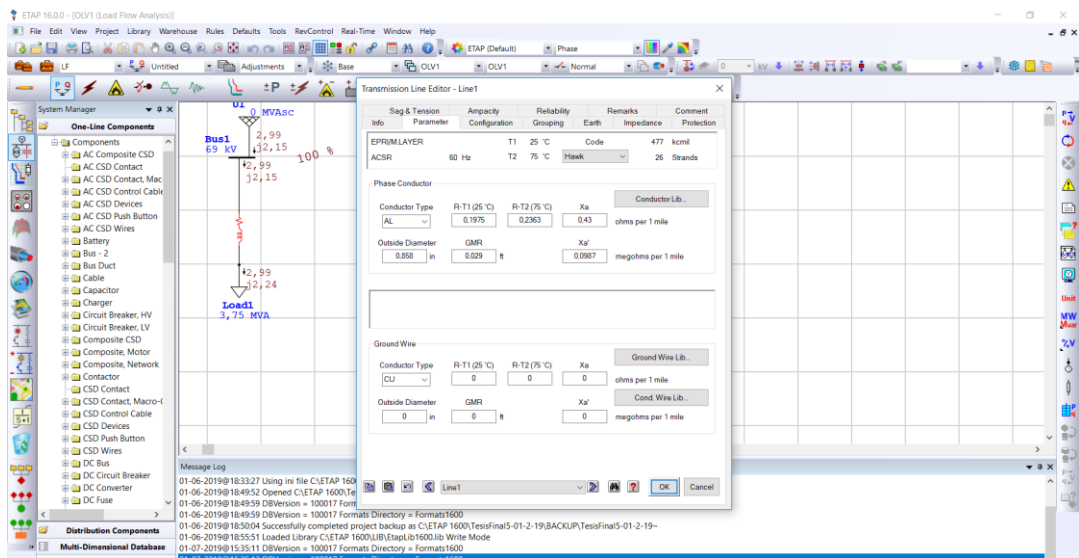 ETAP 16.0.0 - [OLV1 (Load Flow Analysis)]
File Edit View Project Library Warehouse Rules Defaults Tools RevControl Real-Time Window Help
ETAP (Default) Phase
LF Untitled Adjustments Base OLV1 OLV1 Normal 0 kV
±P
System Manager
One-Line Components
Components
AC Composite CSD
AC CSD Contact
AC CSD Contact, Mac
AC CSD Control Cable
AC CSD Devices
AC CSD Push Button
AC CSD Wires
Battery
Bus - 2
Bus Duct
Cable
Capacitor
Charger
Circuit Breaker, HV
Circuit Breaker, LV
Composite CSD
Composite, Motor
Composite, Network
Contactor
CSD Contact
CSD Contact, Macro-C
CSD Control Cable
CSD Devices
CSD Push Button
CSD Wires
DC Bus
DC Circuit Breaker
DC Converter
DC Fuse
Distribution Components
Multi-Dimensional Database
U1
0 MVAsc
Bus1 2,99
69 kV j2,15
100 %
2,99
j2,15
2,99
j2,24
Load1
3,75 MVA
Transmission Line Editor - Line1
Sag & Tension Ampacity Reliability Remarks Comment
Info Parameter Configuration Grouping Earth Impedance Protection
EPRI/M.LAYER T1 25 °C Code 477 kcmil
ACSR 60 Hz T2 75 °C Hawk 26 Strands
Phase Conductor
Conductor Lib...
Conductor Type R-T1 (25 °C) R-T2 (75 °C) Xa
AL 0,1975 0,2363 0,43 ohms per 1 mile
Outside Diameter GMR Xa'
0,858 in 0,029 ft 0,0987 megohms per 1 mile
Ground Wire
Ground Wire Lib...
Conductor Type R-T1 (25 °C) R-T2 (75 °C) Xa
CU 0 0 0 ohms per 1 mile
Cond. Wire Lib...
Outside Diameter GMR Xa'
0 in 0 ft 0 megohms per 1 mile
Line1 OK Cancel
Unit
MW
Mvar
%V
Message Log
01-06-2019@18:33:27 Using ini file C:\ETAP 160
01-06-2019@18:49:52 Opened C:\ETAP 1600\Te
01-06-2019@18:49:59 DBVersion = 100017 Form
01-06-2019@18:49:59 DBVersion = 100017 Formats Directory = Formats1600
01-06-2019@18:50:04 Successfully completed project backup as C:\ETAP 1600\TesisFinal5-01-2-19\BACKUP\TesisFinal5-01-2-19~
01-06-2019@18:55:51 Loaded Library C:\ETAP 1600\LIB\EtapLib1600.lib Write Mode
01-07-2019@15:35:11 DBVersion = 100017 Formats Directory = Formats1600